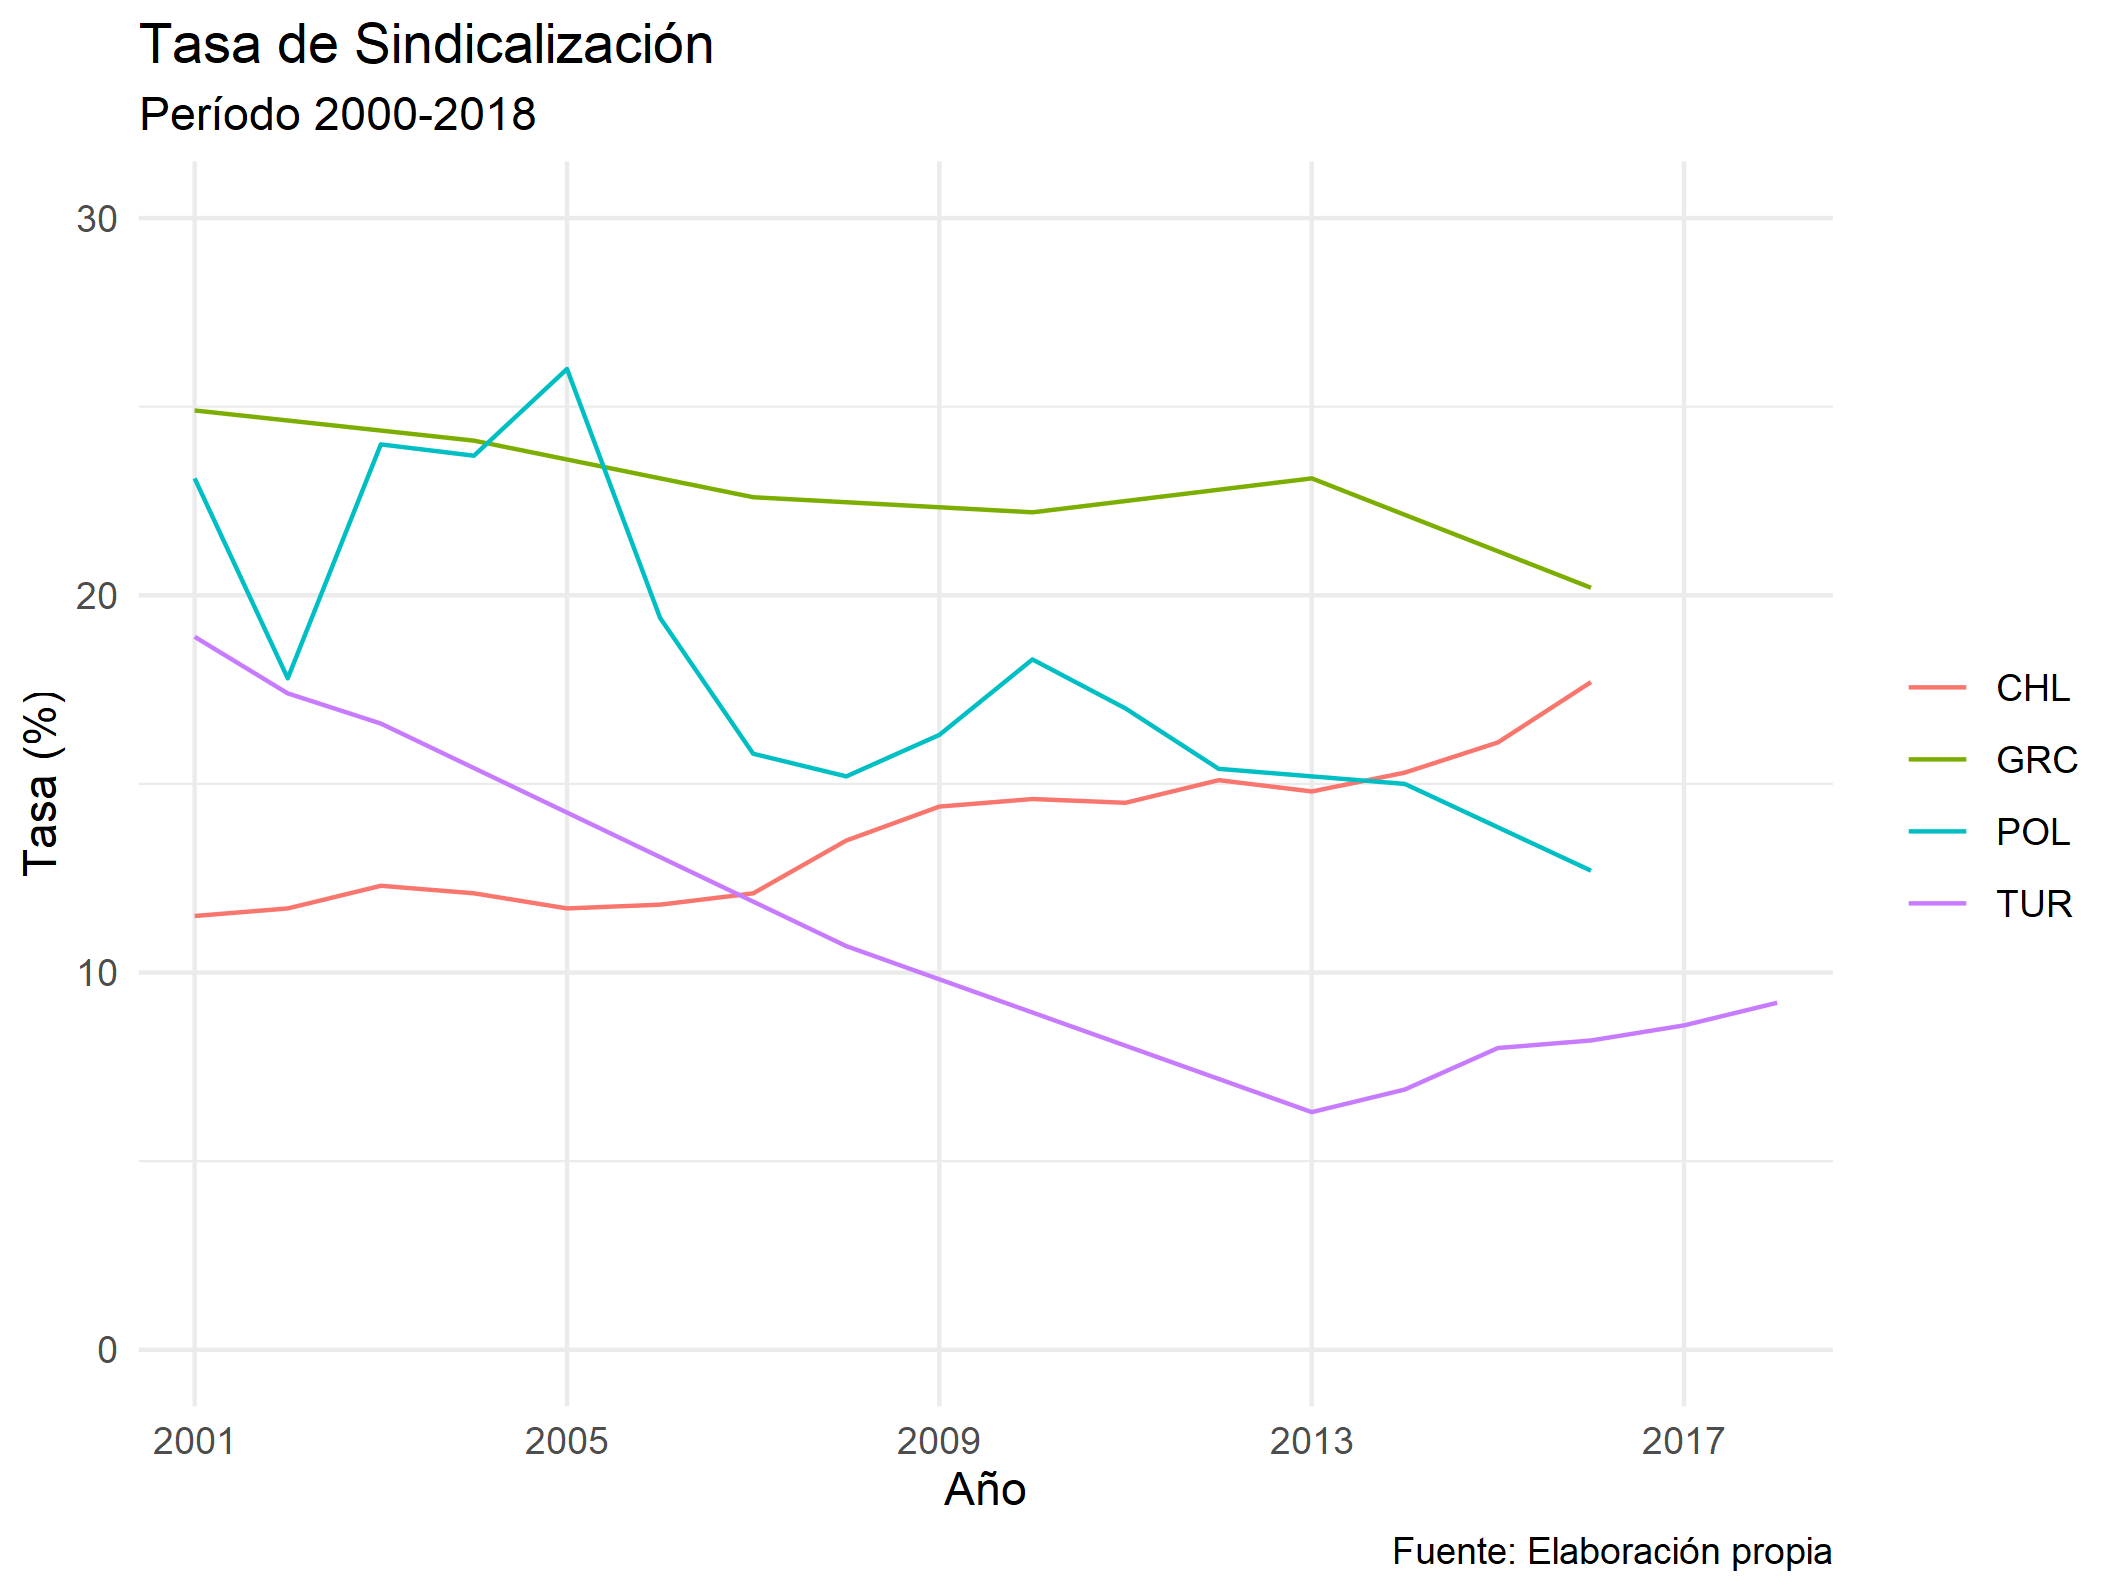 Tasa de Sindicalización
Período 2000-2018
30
20
10
0
Tasa (%)
2001 2005 2009 2013 2017
Año
CHL
GRC
POL
TUR
Fuente: Elaboración propia